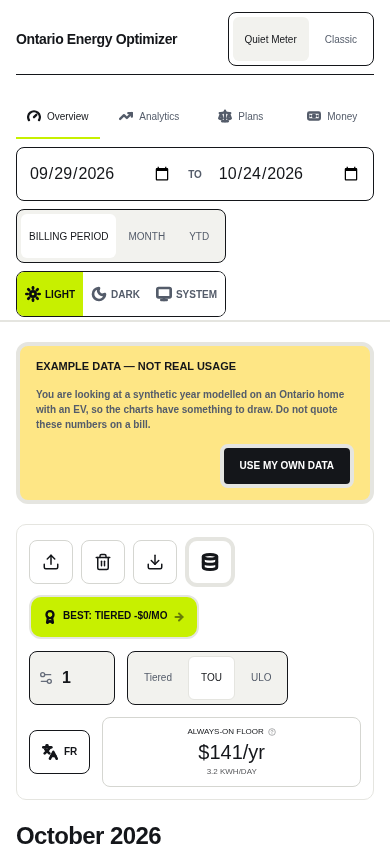 Ontario Energy Optimizer
Quiet Meter
Classic
Overview
Analytics
Plans
Money
09/29/2026
TO
10/24/2026
BILLING PERIOD
MONTH
YTD
LIGHT
DARK
SYSTEM
EXAMPLE DATA — NOT REAL USAGE
You are looking at a synthetic year modelled on an Ontario home
with an EV, so the charts have something to draw. Do not quote
these numbers on a bill.
USE MY OWN DATA
BEST: TIERED -$0/MO
1
Tiered
TOU
ULO
FR
ALWAYS-ON FLOOR
$141/yr
3.2 KWH/DAY
October 2026